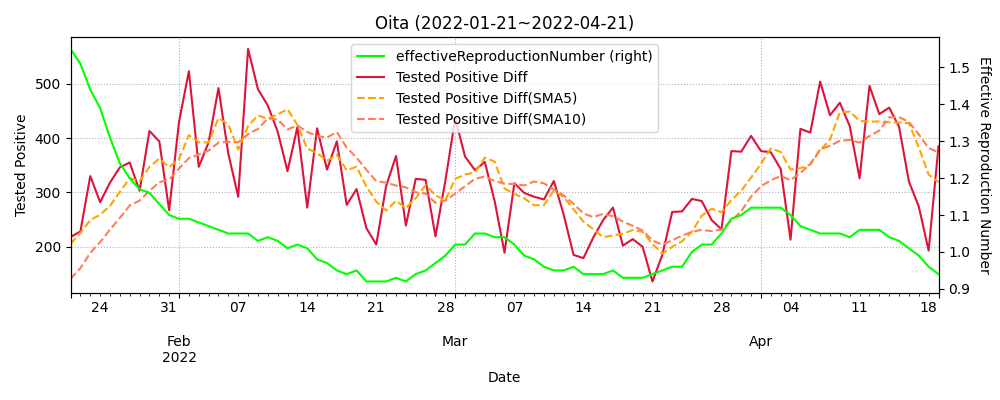 Oita (2022-01-21~2022-04-21)
effectiveReproductionNumber (right)
Tested Positive Diff
Tested Positive Diff(SMA5)
Tested Positive Diff(SMA10)
Tested Positive
500
400
300
200
Effective Reproduction Number
1.5
1.4
1.3
1.2
1.1
1.0
0.9
24 31 07 14 21 28 07 14 21 28 04 11 18
Feb Mar Apr
2022
Date